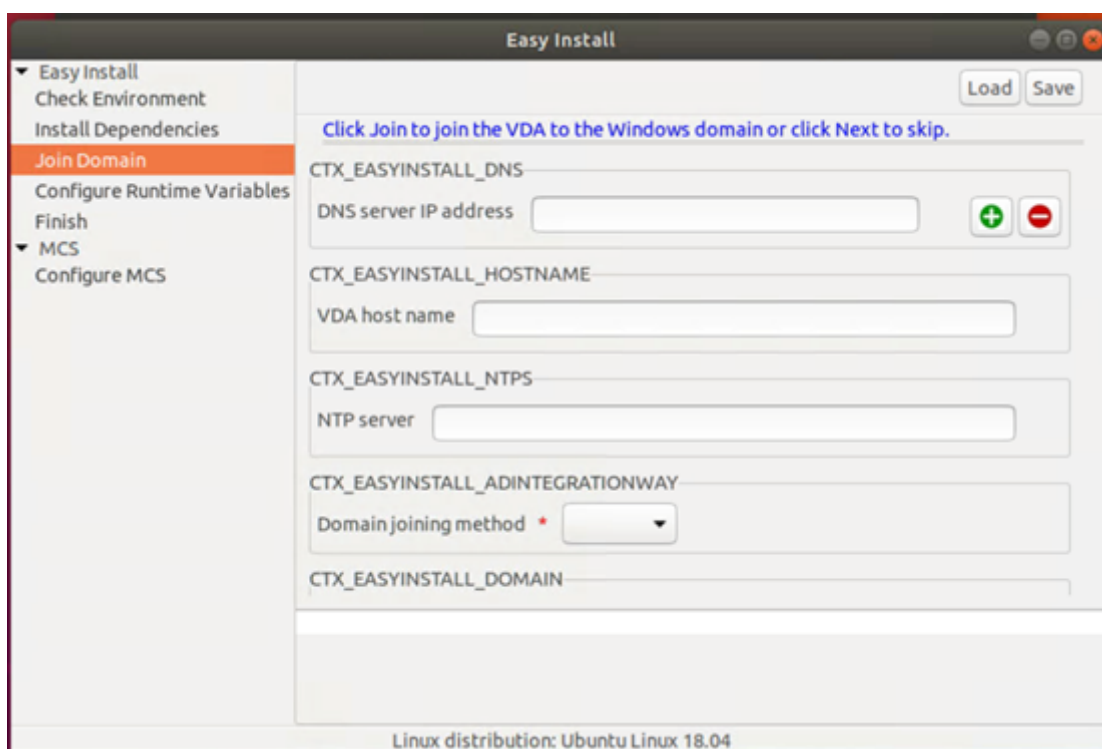 Easy Install
Easy Install
Check Environment
Install Dependencies
Join Domain
Configure Runtime Variables
Finish
MCS
Configure MCS
Load Save
Click Join to join the VDA to the Windows domain or click Next to skip.
CTX_EASYINSTALL_DNS
DNS server IP address
CTX_EASYINSTALL_HOSTNAME
VDA host name
CTX_EASYINSTALL_NTPS
NTP server
CTX_EASYINSTALL_ADINTEGRATIONWAY
Domain joining method *
CTX_EASYINSTALL_DOMAIN
Linux distribution: Ubuntu Linux 18.04